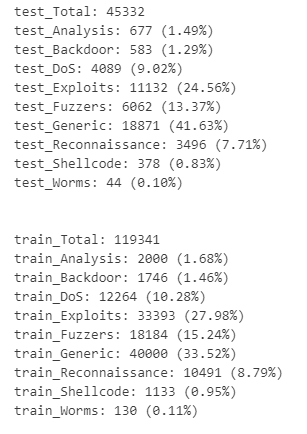 test_Total: 45332
test_Analysis: 677 (1.49%)
test_Backdoor: 583 (1.29%)
test_DoS: 4089 (9.02%)
test_Exploits: 11132 (24.56%)
test_Fuzzers: 6062 (13.37%)
test_Generic: 18871 (41.63%)
test_Reconnaissance: 3496 (7.71%)
test_Shellcode: 378 (0.83%)
test_Worms: 44 (0.10%)
train_Total: 119341
train_Analysis: 2000 (1.68%)
train_Backdoor: 1746 (1.46%)
train_DoS: 12264 (10.28%)
train_Exploits: 33393 (27.98%)
train_Fuzzers: 18184 (15.24%)
train_Generic: 40000 (33.52%)
train_Reconnaissance: 10491 (8.79%)
train_Shellcode: 1133 (0.95%)
train_Worms: 130 (0.11%)